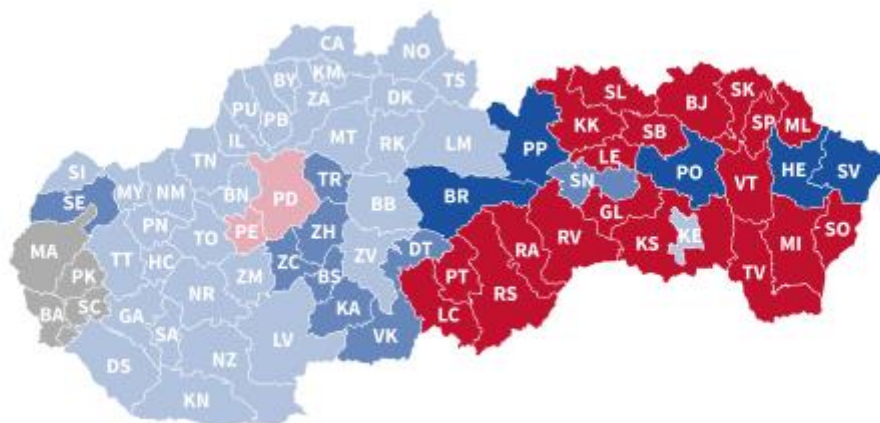 CA
NO
BY
KM
TS
PU
PB
ZA
DK
SL
BJ
SK
IL
MT
RK
LM
KK
SB
SP
ML
TN
PP
LE
SI
MY
NM
BN
PD
TR
BB
BR
SN
PO
VT
HE
SV
SE
PN
TO
PE
ZH
DT
GL
MA
TT
HC
ZM
ZC
BS
ZV
PT
RA
RV
KS
KE
MI
SO
PK
NR
KA
RS
TV
BA
SC
GA
SA
LV
VK
LC
DS
NZ
KN